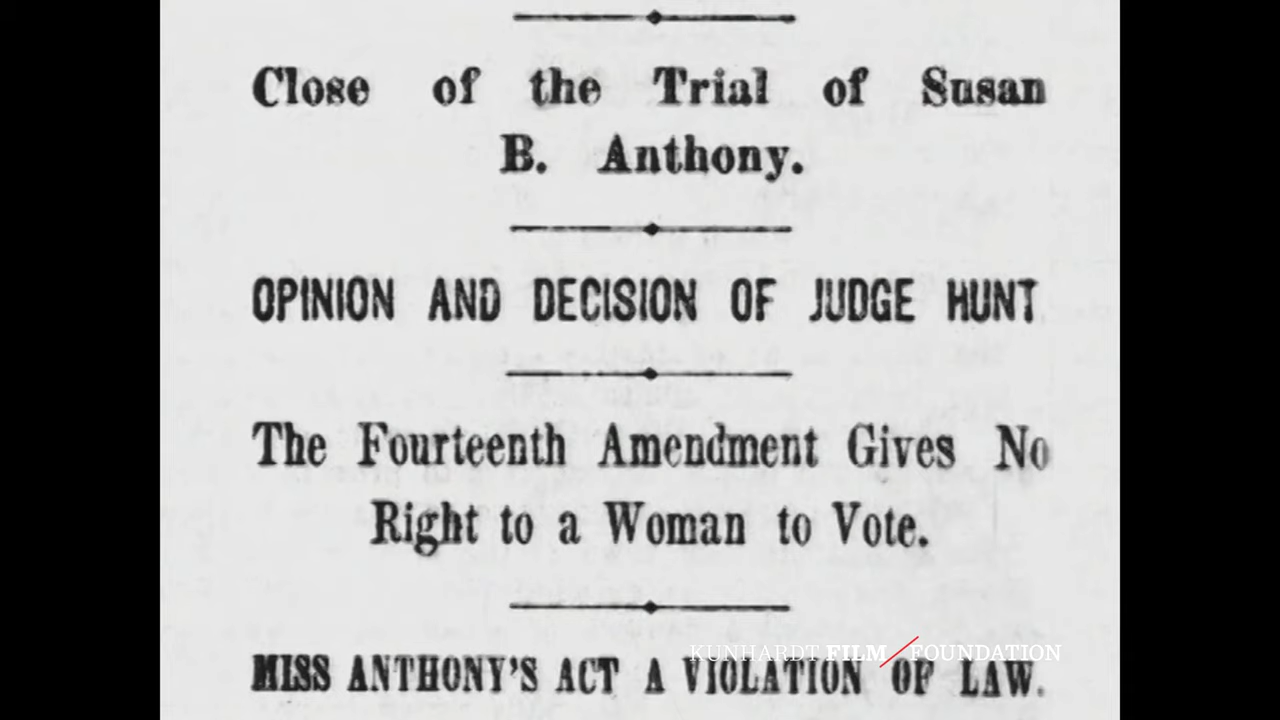 Close of the Trial of Susan
B. Anthony.
OPINION AND DECISION OF JUDGE HUNT
The Fourteenth Amendment Gives No
Right to a Woman to Vote.
KUNHARDT FILM/FOUNDATION
MISS ANTHONY'S ACT A VIOLATION OF LAW.